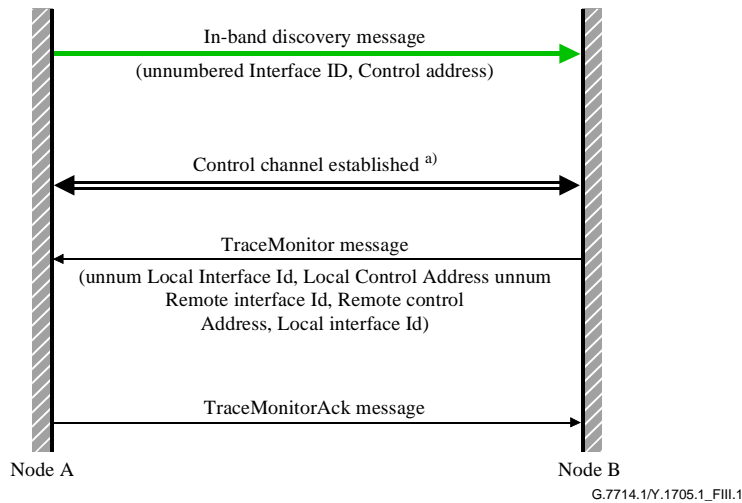 In-band discovery message
(unnumbered Interface ID, Control address)
Control channel established a)
TraceMonitor message
(unnum Local Interface Id, Local Control Address unnum
Remote interface Id, Remote control
Address, Local interface Id)
TraceMonitorAck message
Node A
Node B
G.7714.1/Y.1705.1_FIII.1